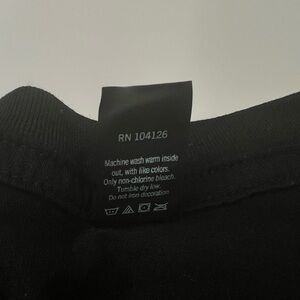 RN 104126
Machine wash warm inside
out, with like colors.
Only non-chlorine bleach.
Tumble dry low.
Do not iron decoration